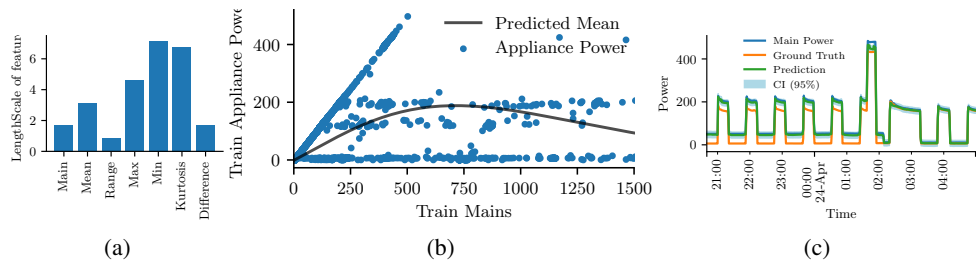 LengthScale of featur
6
4
2
0
Main
Mean
Range
Max
Min
Kurtosis
Difference
(a)
Train Appliance Powe
400
200
0
Predicted Mean
Appliance Power
0
250
500
750
1000
1250
1500
Train Mains
(b)
Power
400
200
0
Main Power
Ground Truth
Prediction
CI (95%)
21:00
22:00
23:00
00:00
24-Apr
01:00
02:00
03:00
04:00
Time
(c)